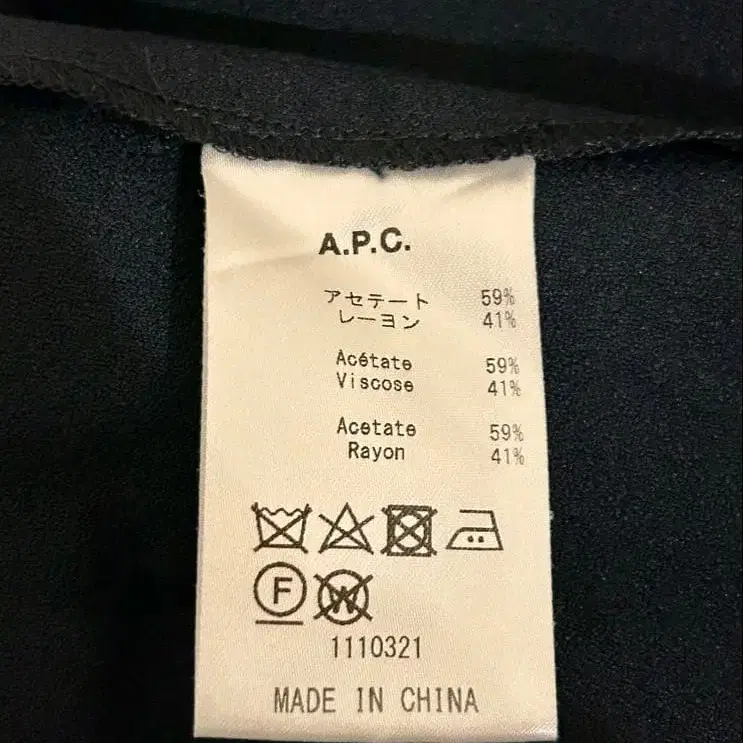 A.P.C.
アセテート 59%
レーヨン 41%
Acétate 59%
Viscose 41%
Acetate 59%
Rayon 41%
F W
1110321
MADE IN CHINA